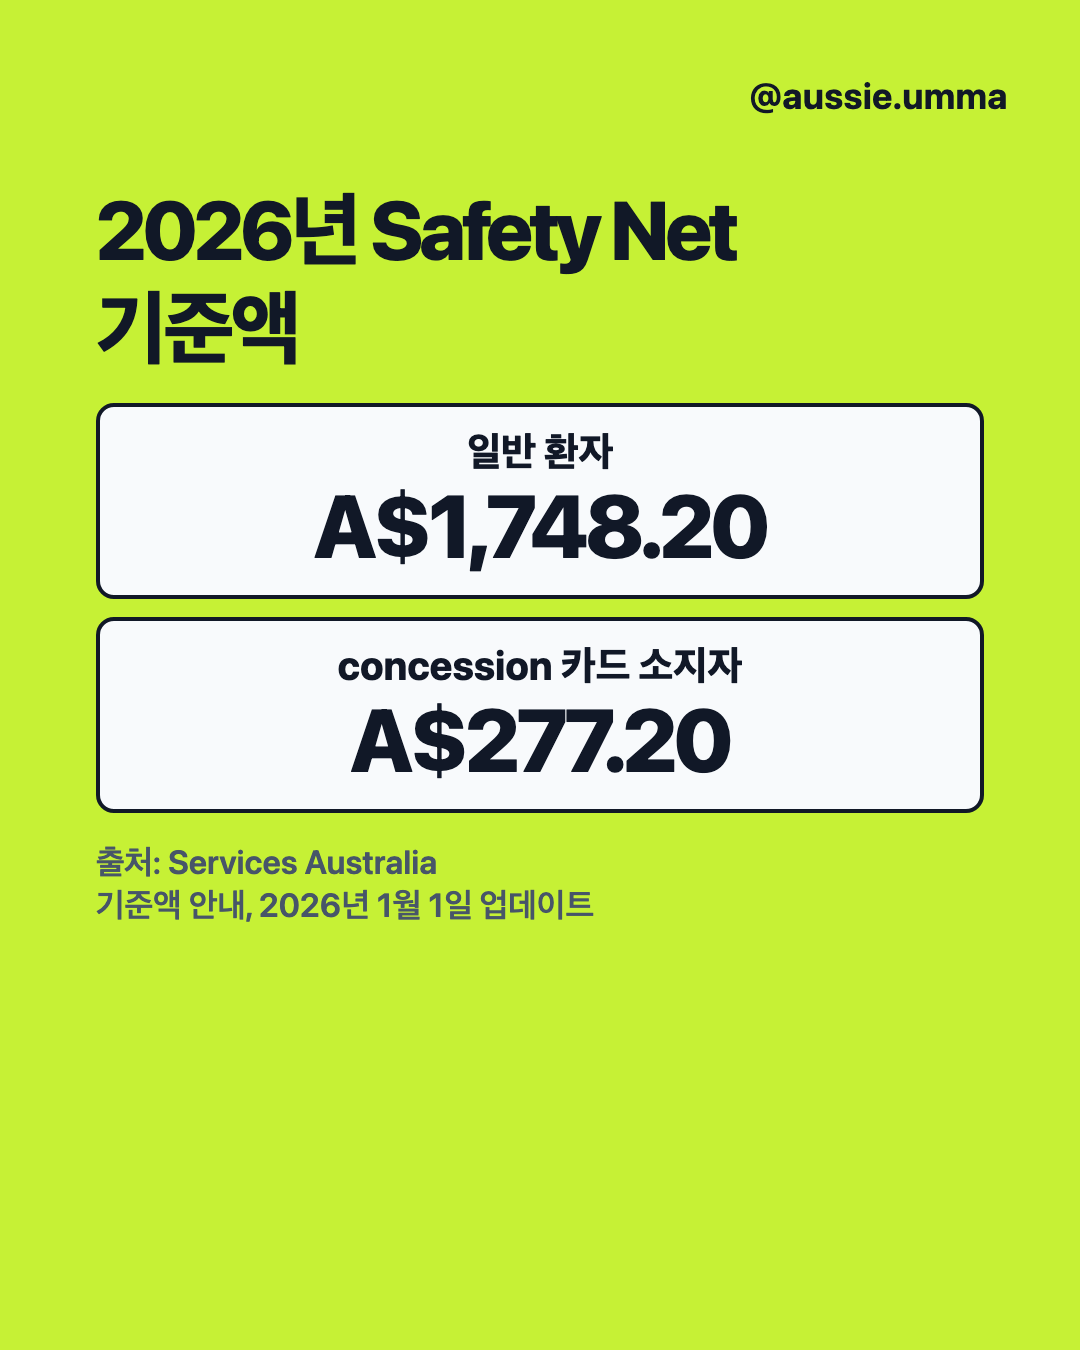 @aussie.umma
2026년 Safety Net
기준액
일반 환자
A$1,748.20
concession 카드 소지자
A$277.20
출처: Services Australia
기준액 안내, 2026년 1월 1일 업데이트